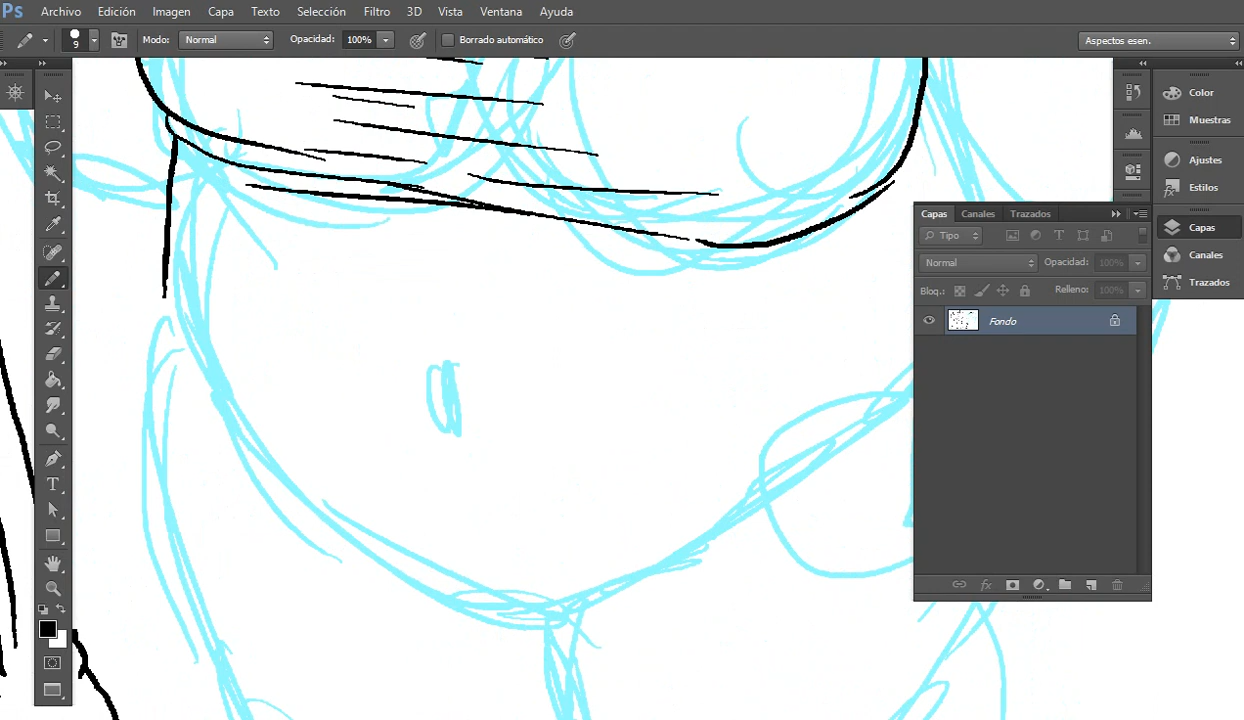 Ps Archivo Edición Imagen Capa Texto Selección Filtro 3D Vista Ventana Ayuda
9 Modo: Normal Opacidad: 100% Borrado automático Aspectos esen.
Color
Muestras
Ajustes
Estilos
Capas
Canales
Trazados
Capas Canales Trazados
Tipo
Normal Opacidad: 100%
Bloq.: Relleno: 100%
Fondo
fx